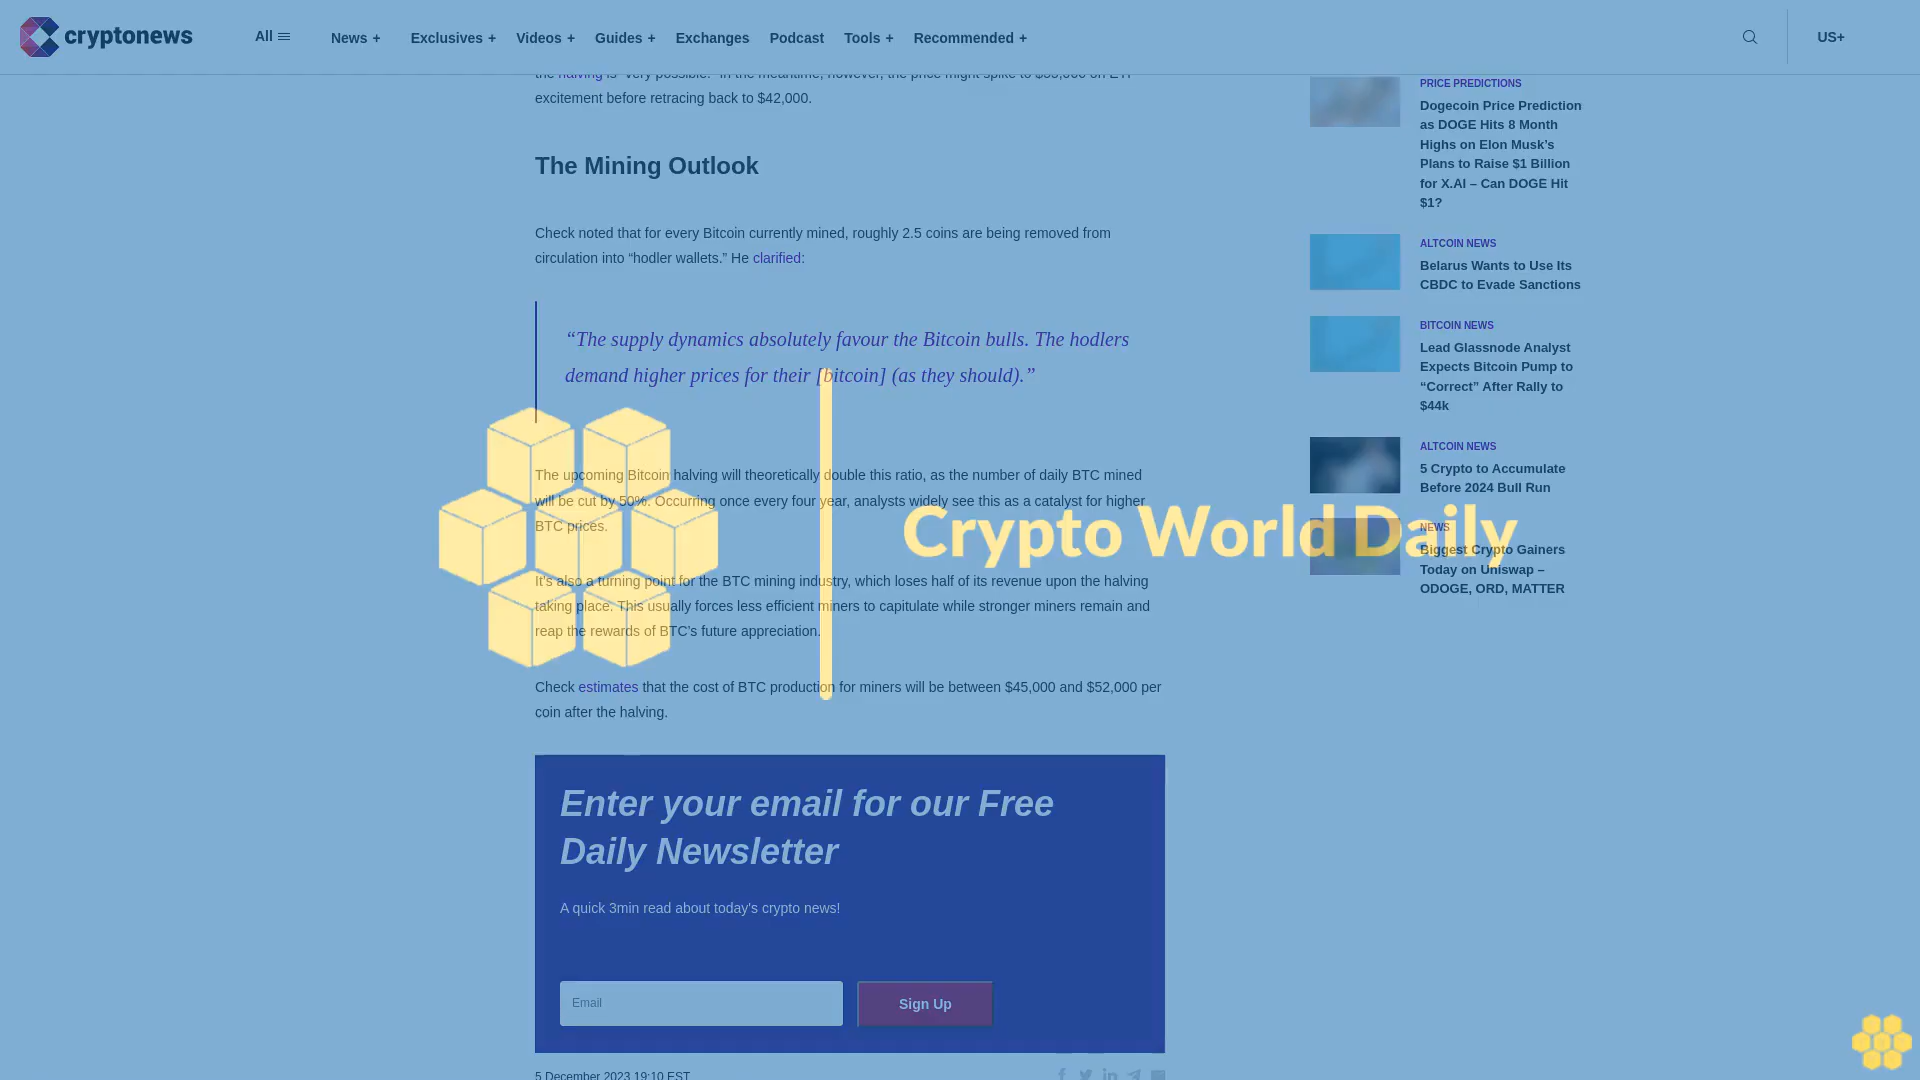 cryptonews
All
News +
Exclusives +
Videos +
Guides +
Exchanges
Podcast
Tools +
Recommended +
US+
excitement before retracing back to $42,000.
The Mining Outlook
Check noted that for every Bitcoin currently mined, roughly 2.5 coins are being removed from
circulation into “hodler wallets.” He clarified:
“The supply dynamics absolutely favour the Bitcoin bulls. The hodlers
demand higher prices for their [bitcoin] (as they should).”
The upcoming Bitcoin halving will theoretically double this ratio, as the number of daily BTC mined
will be cut by 50%. Occurring once every four year, analysts widely see this as a catalyst for higher
BTC prices.
It’s also a turning point for the BTC mining industry, which loses half of its revenue upon the halving
taking place. This usually forces less efficient miners to capitulate while stronger miners remain and
reap the rewards of BTC’s future appreciation.
Check estimates that the cost of BTC production for miners will be between $45,000 and $52,000 per
coin after the halving.
Enter your email for our Free
Daily Newsletter
A quick 3min read about today's crypto news!
Email
Sign Up
5 December 2023 19:10 EST
PRICE PREDICTIONS
Dogecoin Price Prediction
as DOGE Hits 8 Month
Highs on Elon Musk’s
Plans to Raise $1 Billion
for X.AI – Can DOGE Hit
$1?
ALTCOIN NEWS
Belarus Wants to Use Its
CBDC to Evade Sanctions
BITCOIN NEWS
Lead Glassnode Analyst
Expects Bitcoin Pump to
“Correct” After Rally to
$44k
ALTCOIN NEWS
5 Crypto to Accumulate
Before 2024 Bull Run
NEWS
Biggest Crypto Gainers
Today on Uniswap –
ODOGE, ORD, MATTER
Crypto World Daily